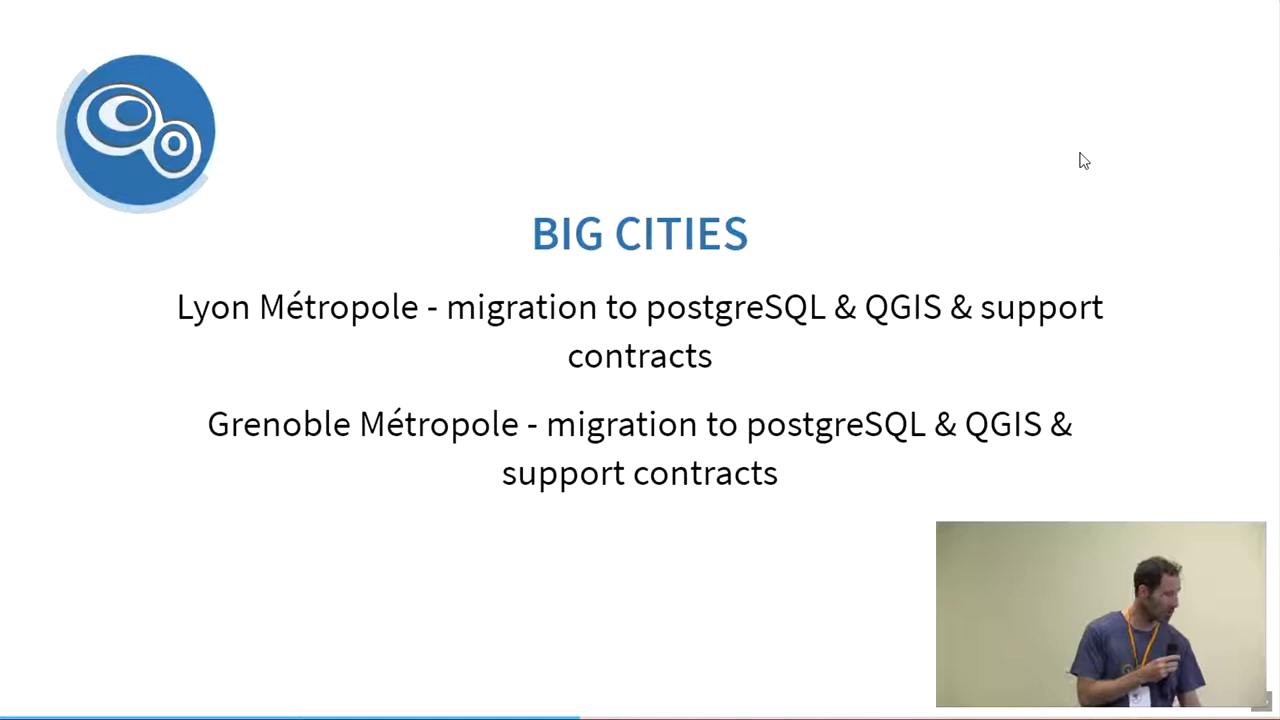 BIG CITIES
Lyon Métropole - migration to postgreSQL & QGIS & support
contracts
Grenoble Métropole - migration to postgreSQL & QGIS &
support contracts